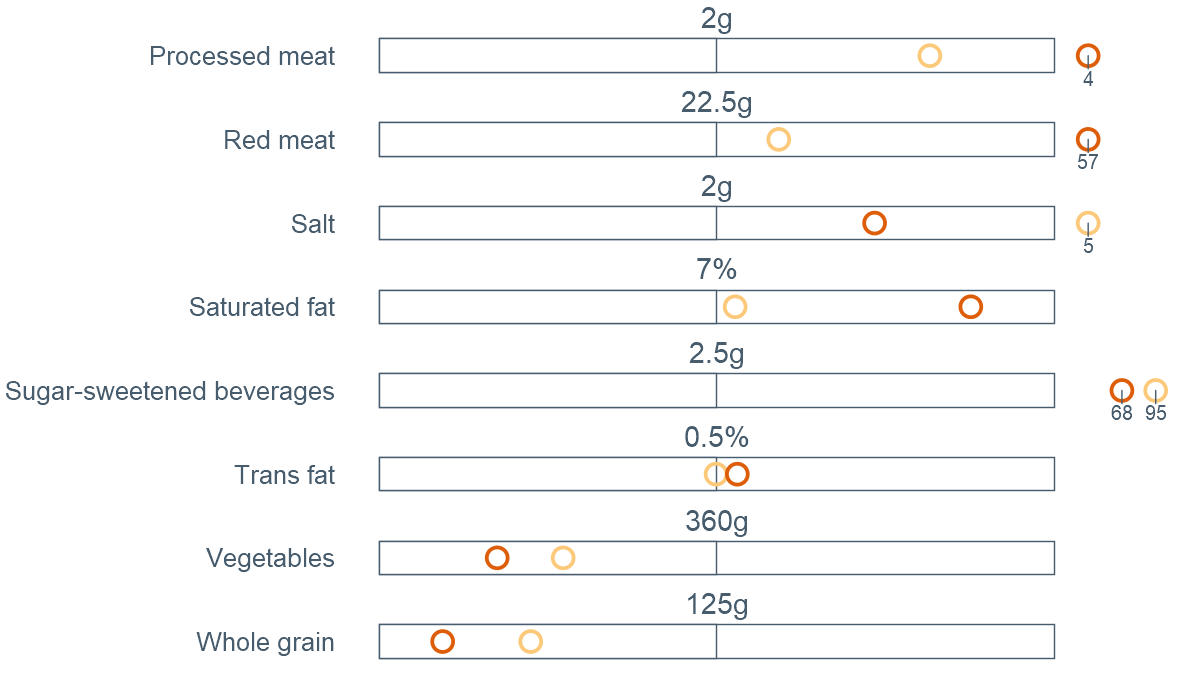 2g
Processed meat
4
22.5g
Red meat
57
2g
Salt
5
7%
Saturated fat
2.5g
Sugar-sweetened beverages
68 95
0.5%
Trans fat
360g
Vegetables
125g
Whole grain